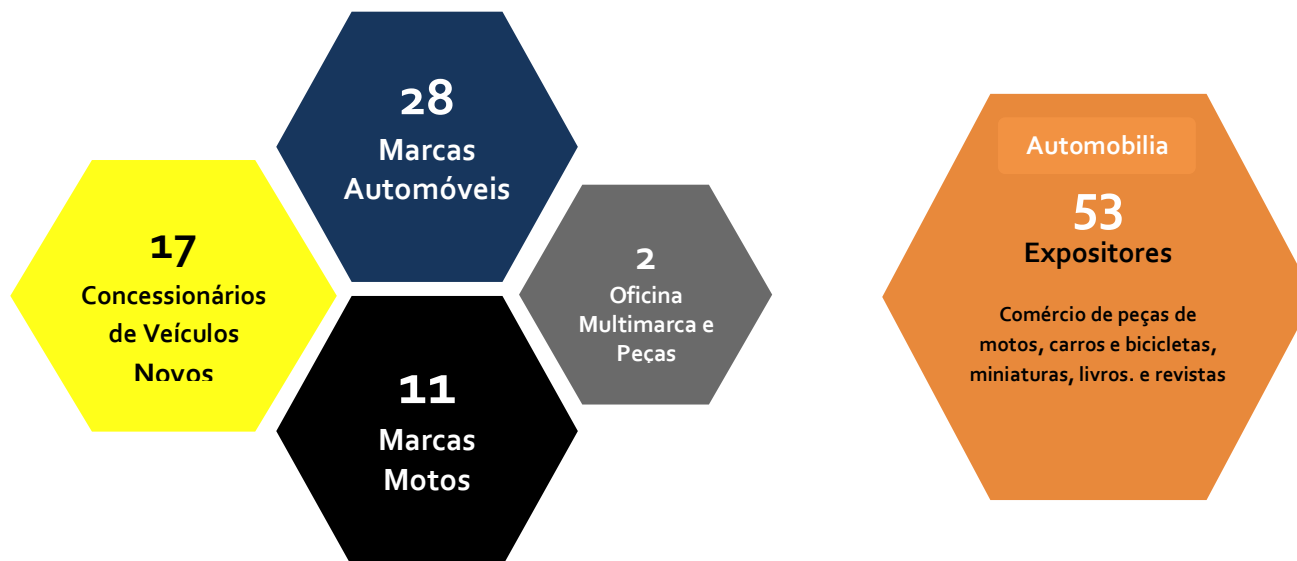 28
Marcas
Automóveis
17
Concessionários
de Veículos
Novos
2
Oficina
Multimarca e
Peças
11
Marcas
Motos
Automobilia
53
Expositores
Comércio de peças de
motos, carros e bicicletas,
miniaturas, livros. e revistas